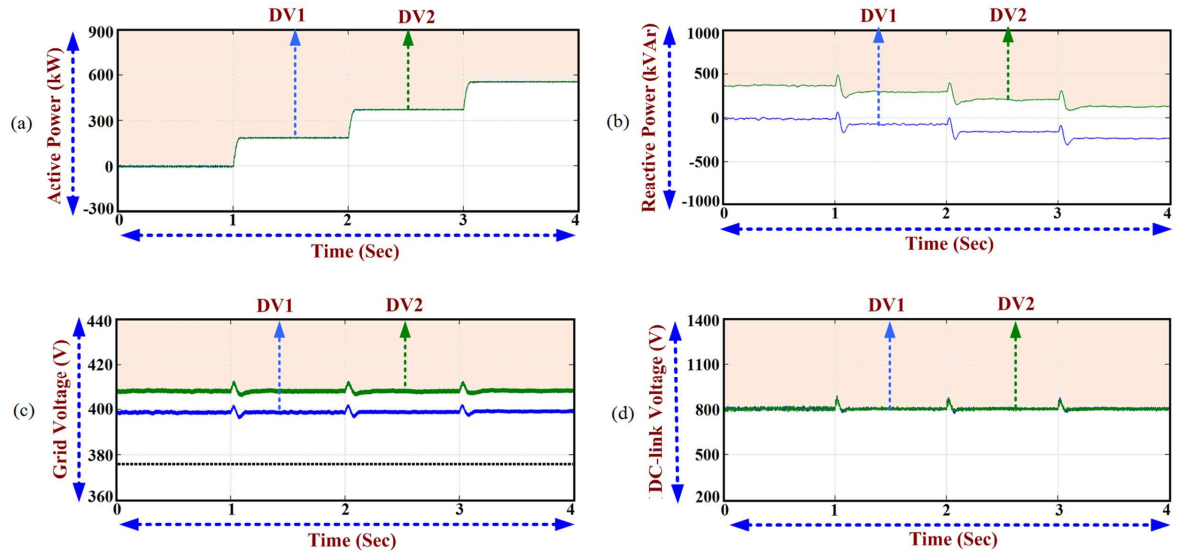 DV1
DV2
(a)
Active Power (kW)
900
600
300
0
-300
0
1
2
3
4
Time (Sec)
DV1
DV2
(b)
Reactive Power (kVAr)
1000
500
0
-500
-1000
0
1
2
3
4
Time (Sec)
DV1
DV2
(c)
Grid Voltage (V)
440
420
400
376
360
0
1
2
3
4
Time (Sec)
DV1
DV2
(d)
DC-link Voltage (V)
1400
1100
800
500
200
0
1
2
3
4
Time (Sec)